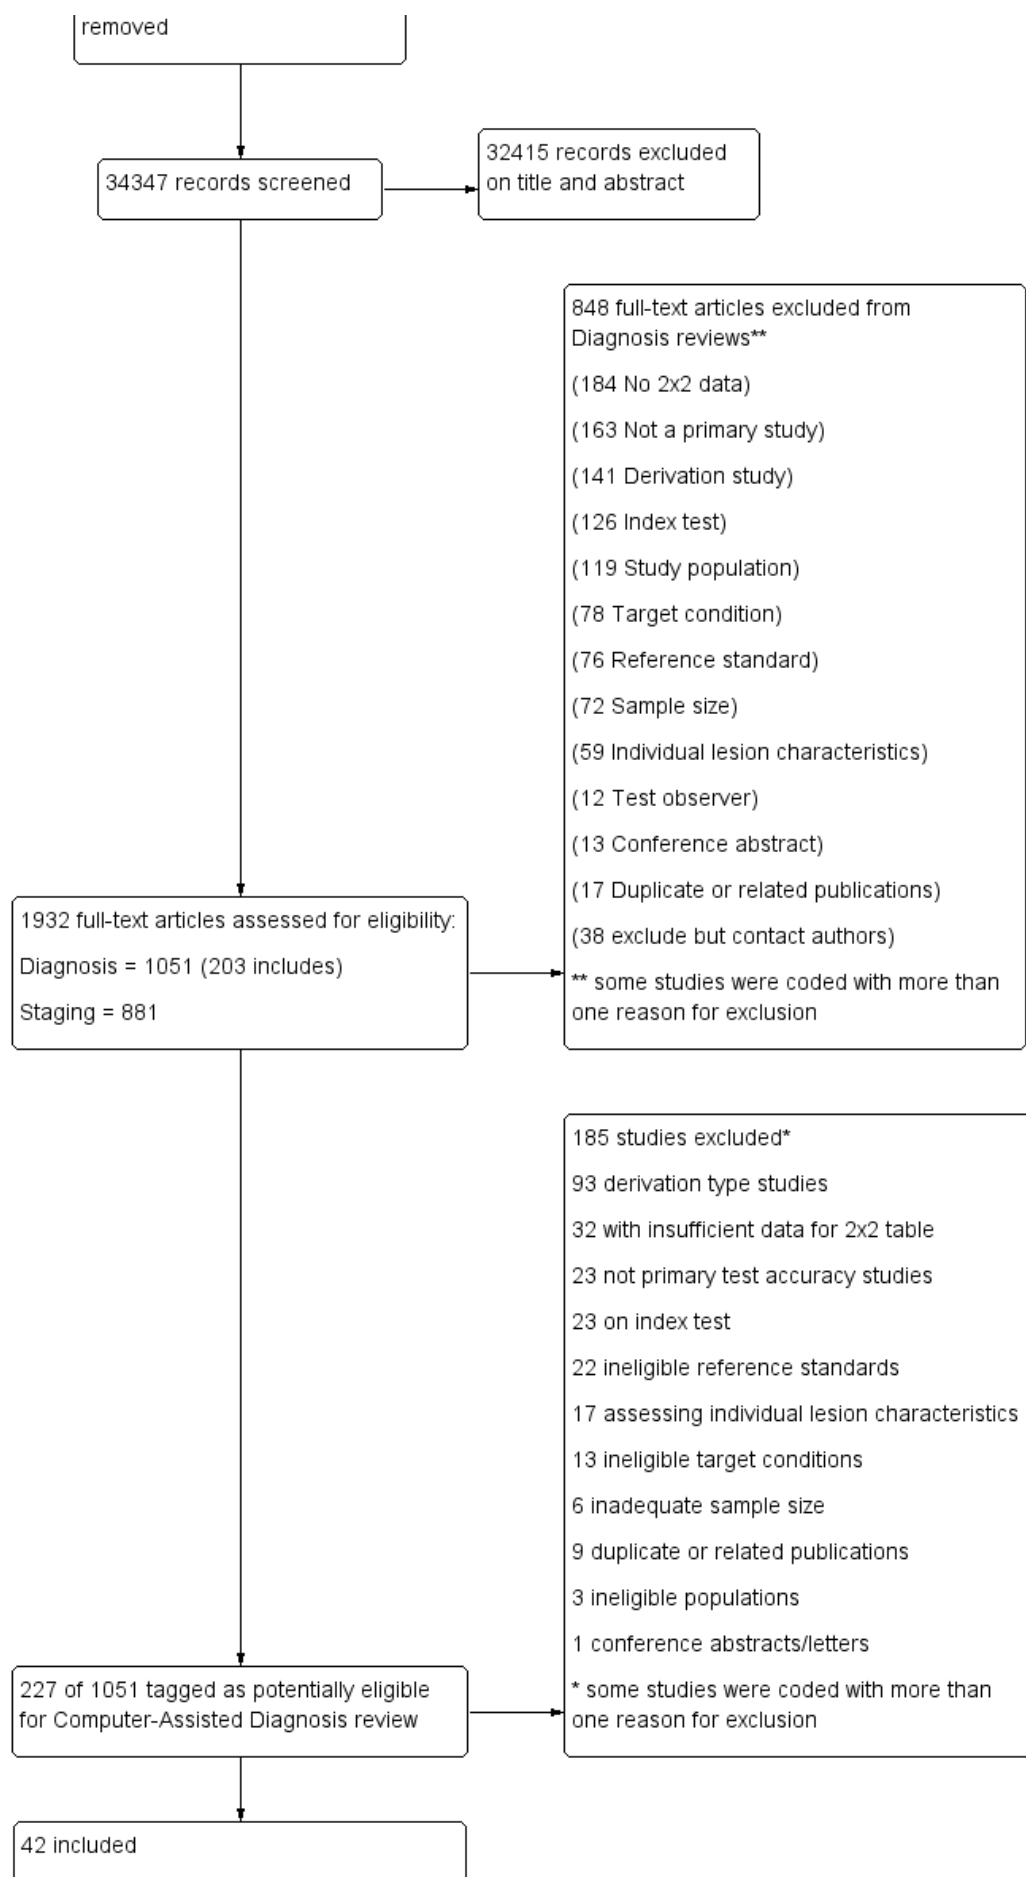 removed
34347 records screened
32415 records excluded
on title and abstract
848 full-text articles excluded from
Diagnosis reviews**
(184 No 2x2 data)
(163 Not a primary study)
(141 Derivation study)
(126 Index test)
(119 Study population)
(78 Target condition)
(76 Reference standard)
(72 Sample size)
(59 Individual lesion characteristics)
(12 Test observer)
(13 Conference abstract)
(17 Duplicate or related publications)
(38 exclude but contact authors)
** some studies were coded with more than
one reason for exclusion
1932 full-text articles assessed for eligibility:
Diagnosis = 1051 (203 includes)
Staging = 881
185 studies excluded*
93 derivation type studies
32 with insufficient data for 2x2 table
23 not primary test accuracy studies
23 on index test
22 ineligible reference standards
17 assessing individual lesion characteristics
13 ineligible target conditions
6 inadequate sample size
9 duplicate or related publications
3 ineligible populations
1 conference abstracts/letters
* some studies were coded with more than
one reason for exclusion
227 of 1051 tagged as potentially eligible
for Computer-Assisted Diagnosis review
42 included